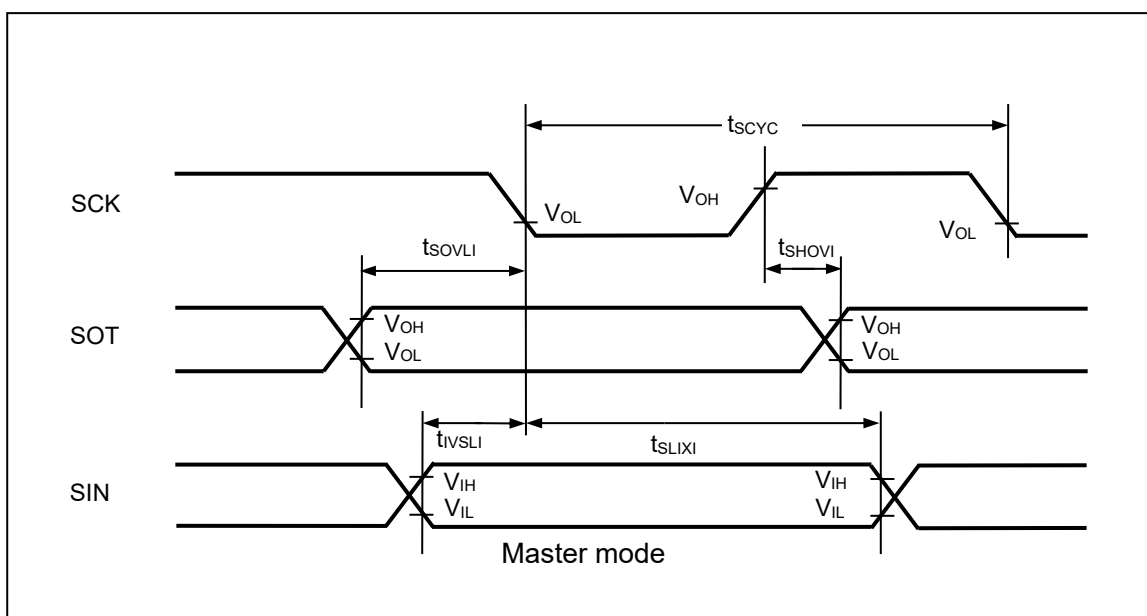 tSCYC
SCK
VOH
VOL
VOL
tSOVLI
tSHOVI
SOT
VOH
VOL
VOH
VOL
tIVSLI
tSLIXI
SIN
VIH
VIL
VIH
VIL
Master mode